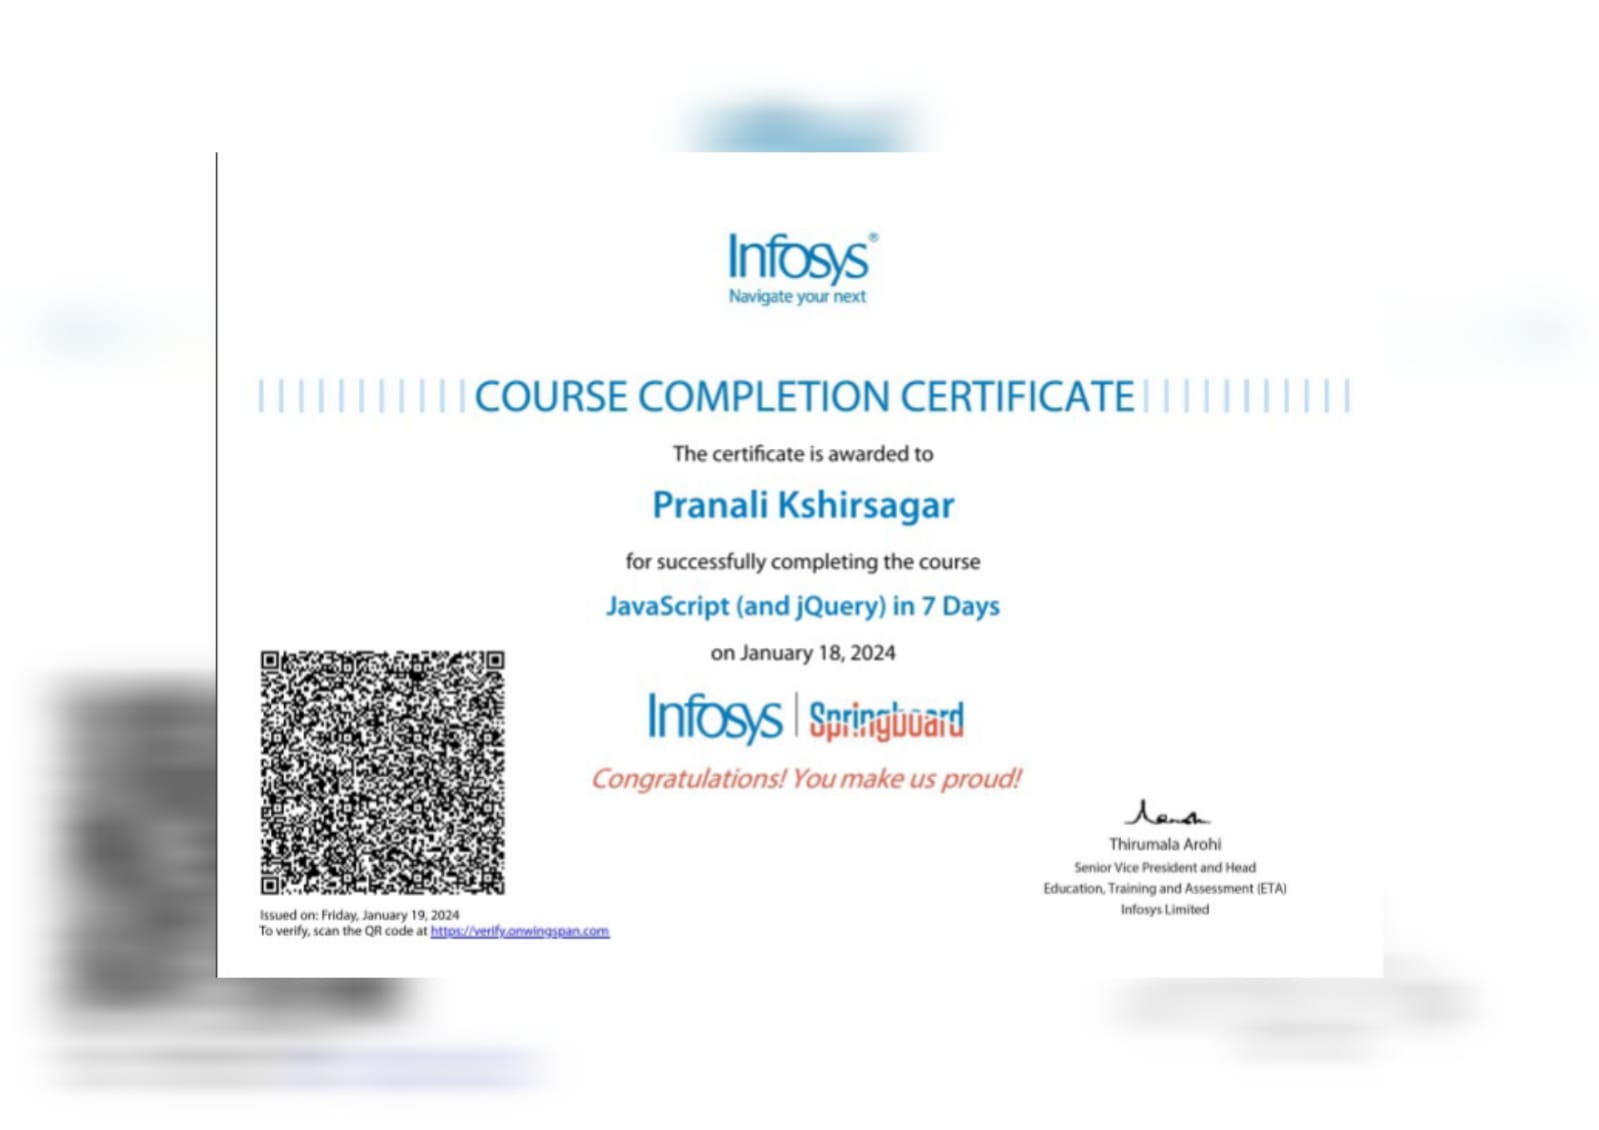 Infosys®
Navigate your next
COURSE COMPLETION CERTIFICATE
The certificate is awarded to
Pranali Kshirsagar
for successfully completing the course
JavaScript (and jQuery) in 7 Days
on January 18, 2024
Infosys | Springboard
Congratulations! You make us proud!
Thirumala Arohi
Senior Vice President and Head
Education, Training and Assessment (ETA)
Infosys Limited
Issued on: Friday, January 19, 2024
To verify, scan the QR code at https://verify.onwingspan.com